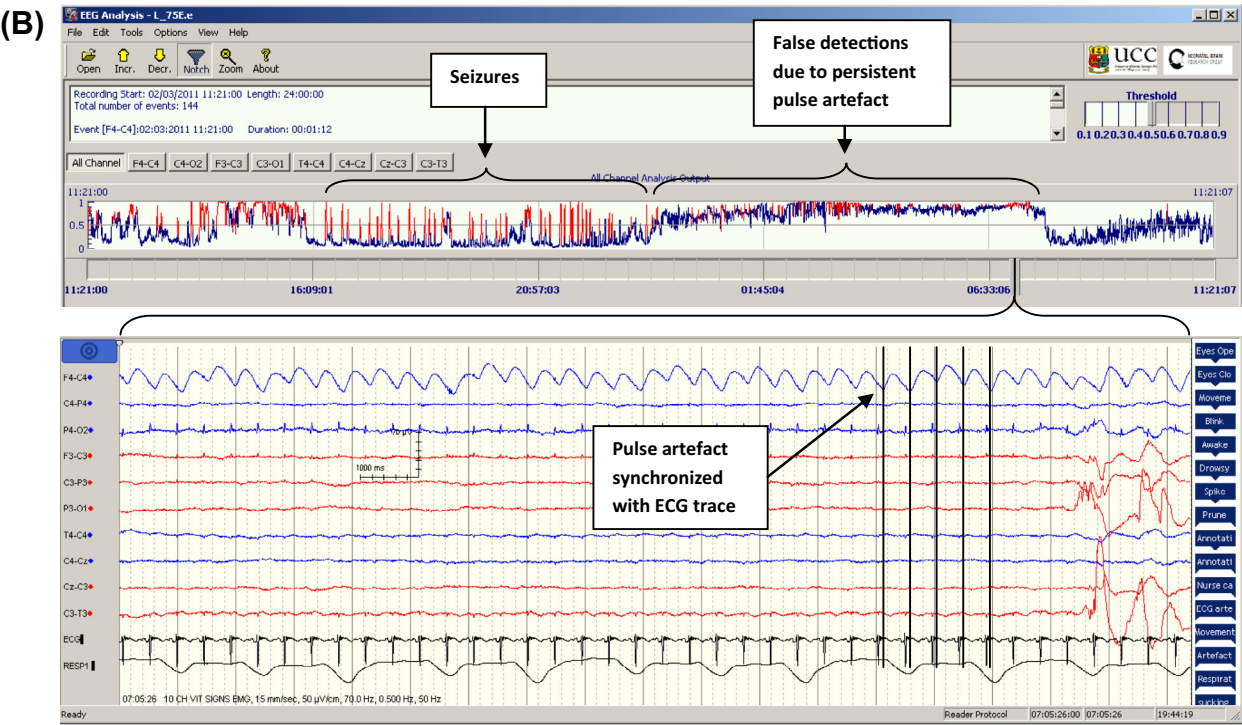 (B)
EEG Analysis - L_75E.e
File Edit Tools Options View Help
Open Incr. Decr. Notch Zoom About
Seizures
False detections
due to persistent
pulse artefact
UCC
NEONATAL BRAIN
RESEARCH GROUP
Recording Start: 02/03/2011 11:21:00 Length: 24:00:00
Total number of events: 144
Event [F4-C4]:02:03:2011 11:21:00 Duration: 00:01:12
Threshold
0.1 0.2 0.3 0.4 0.5 0.6 0.7 0.8 0.9
All Channel F4-C4 C4-O2 F3-C3 C3-O1 T4-C4 C4-Cz Cz-C3 C3-T3
All Channel Analysis Output
11:21:00 11:21:07
1
0.5
0
11:21:00 16:09:01 20:57:03 01:45:04 06:33:06 11:21:07
F4-C4
C4-P4
P4-O2
F3-C3
C3-P3
P3-O1
T4-C4
C4-Cz
Cz-C3
C3-T3
ECG
RESP1
70 µV
1000 ms
Pulse artefact
synchronized
with ECG trace
Eyes Ope
Eyes Clo
Moveme
Blink
Awake
Drowsy
Spike
Prune
Annotati
Annotati
Nurse ca
ECG arte
Movement
Artefact
Respirat
sucking
07:05:26 10 CH VIT SIGNS EMG, 15 mm/sec, 50 µV/cm, 70.0 Hz, 0.500 Hz, 50 Hz
Ready Reader Protocol 07:05:26:00 07:05:26 19:44:19